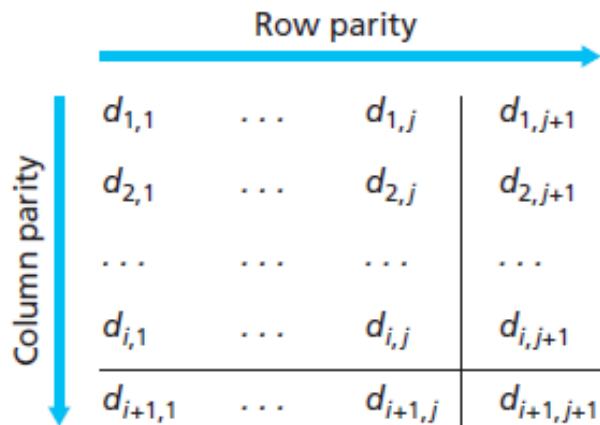 Row parity
Column parity
d1,1 ... d1,j d1,j+1
d2,1 ... d2,j d2,j+1
... ... ... ...
di,1 ... di,j di,j+1
di+1,1 ... di+1,j di+1,j+1